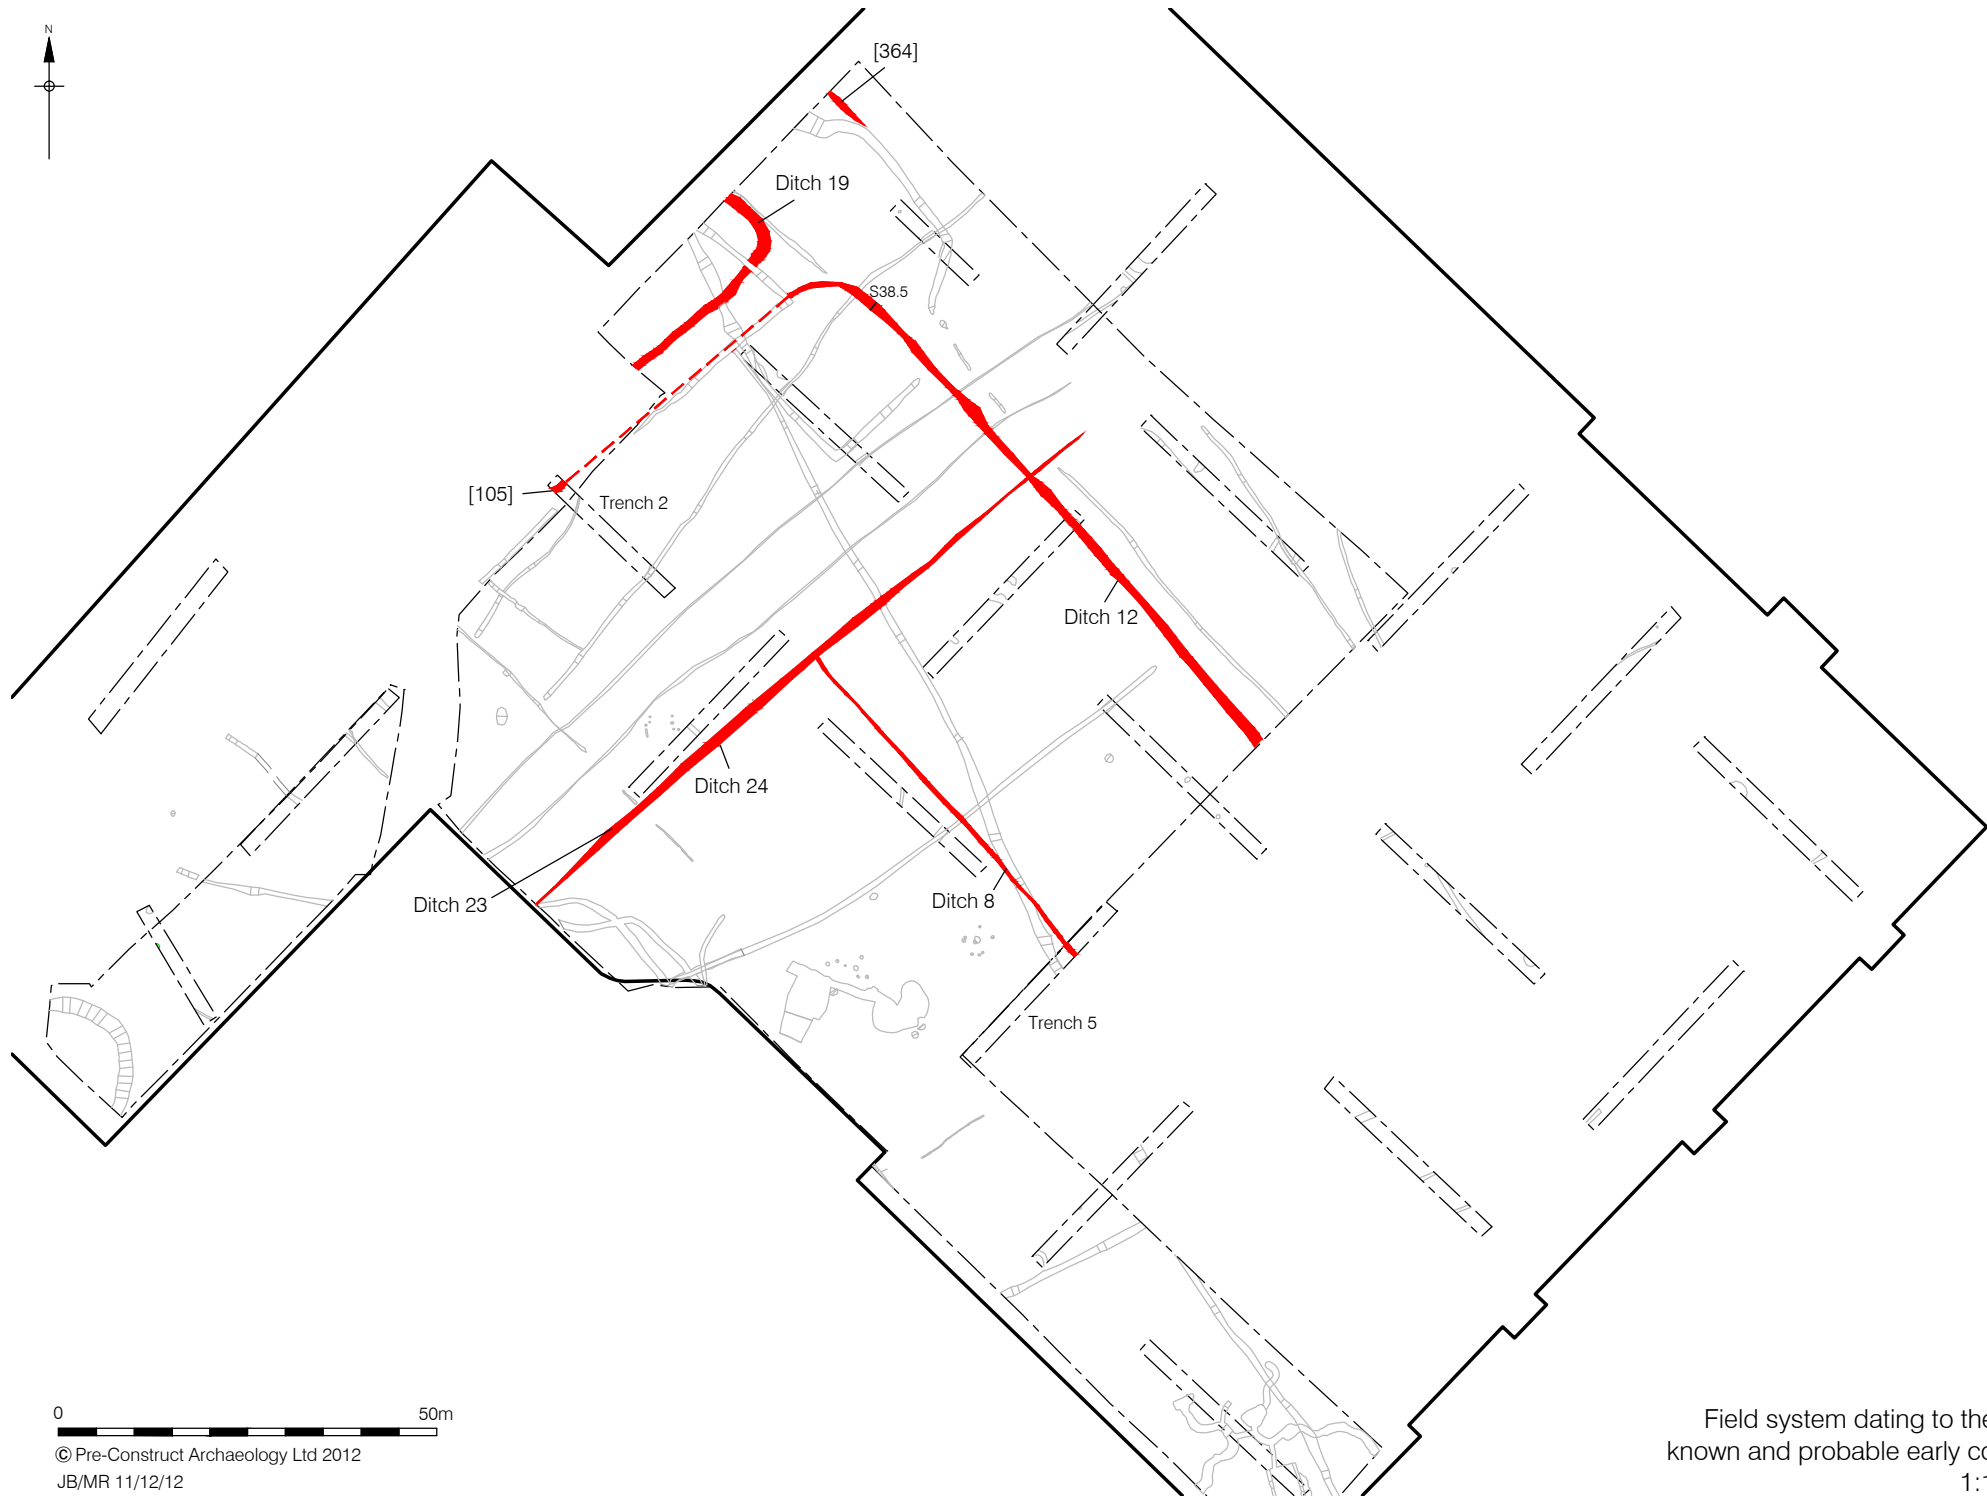 N
[364]
Ditch 19
S38.5
[105]
Trench 2
Ditch 12
Ditch 24
Ditch 23
Ditch 8
Trench 5
0 50m
© Pre-Construct Archaeology Ltd 2012
JB/MR 11/12/12
Field system dating to the
known and probable early